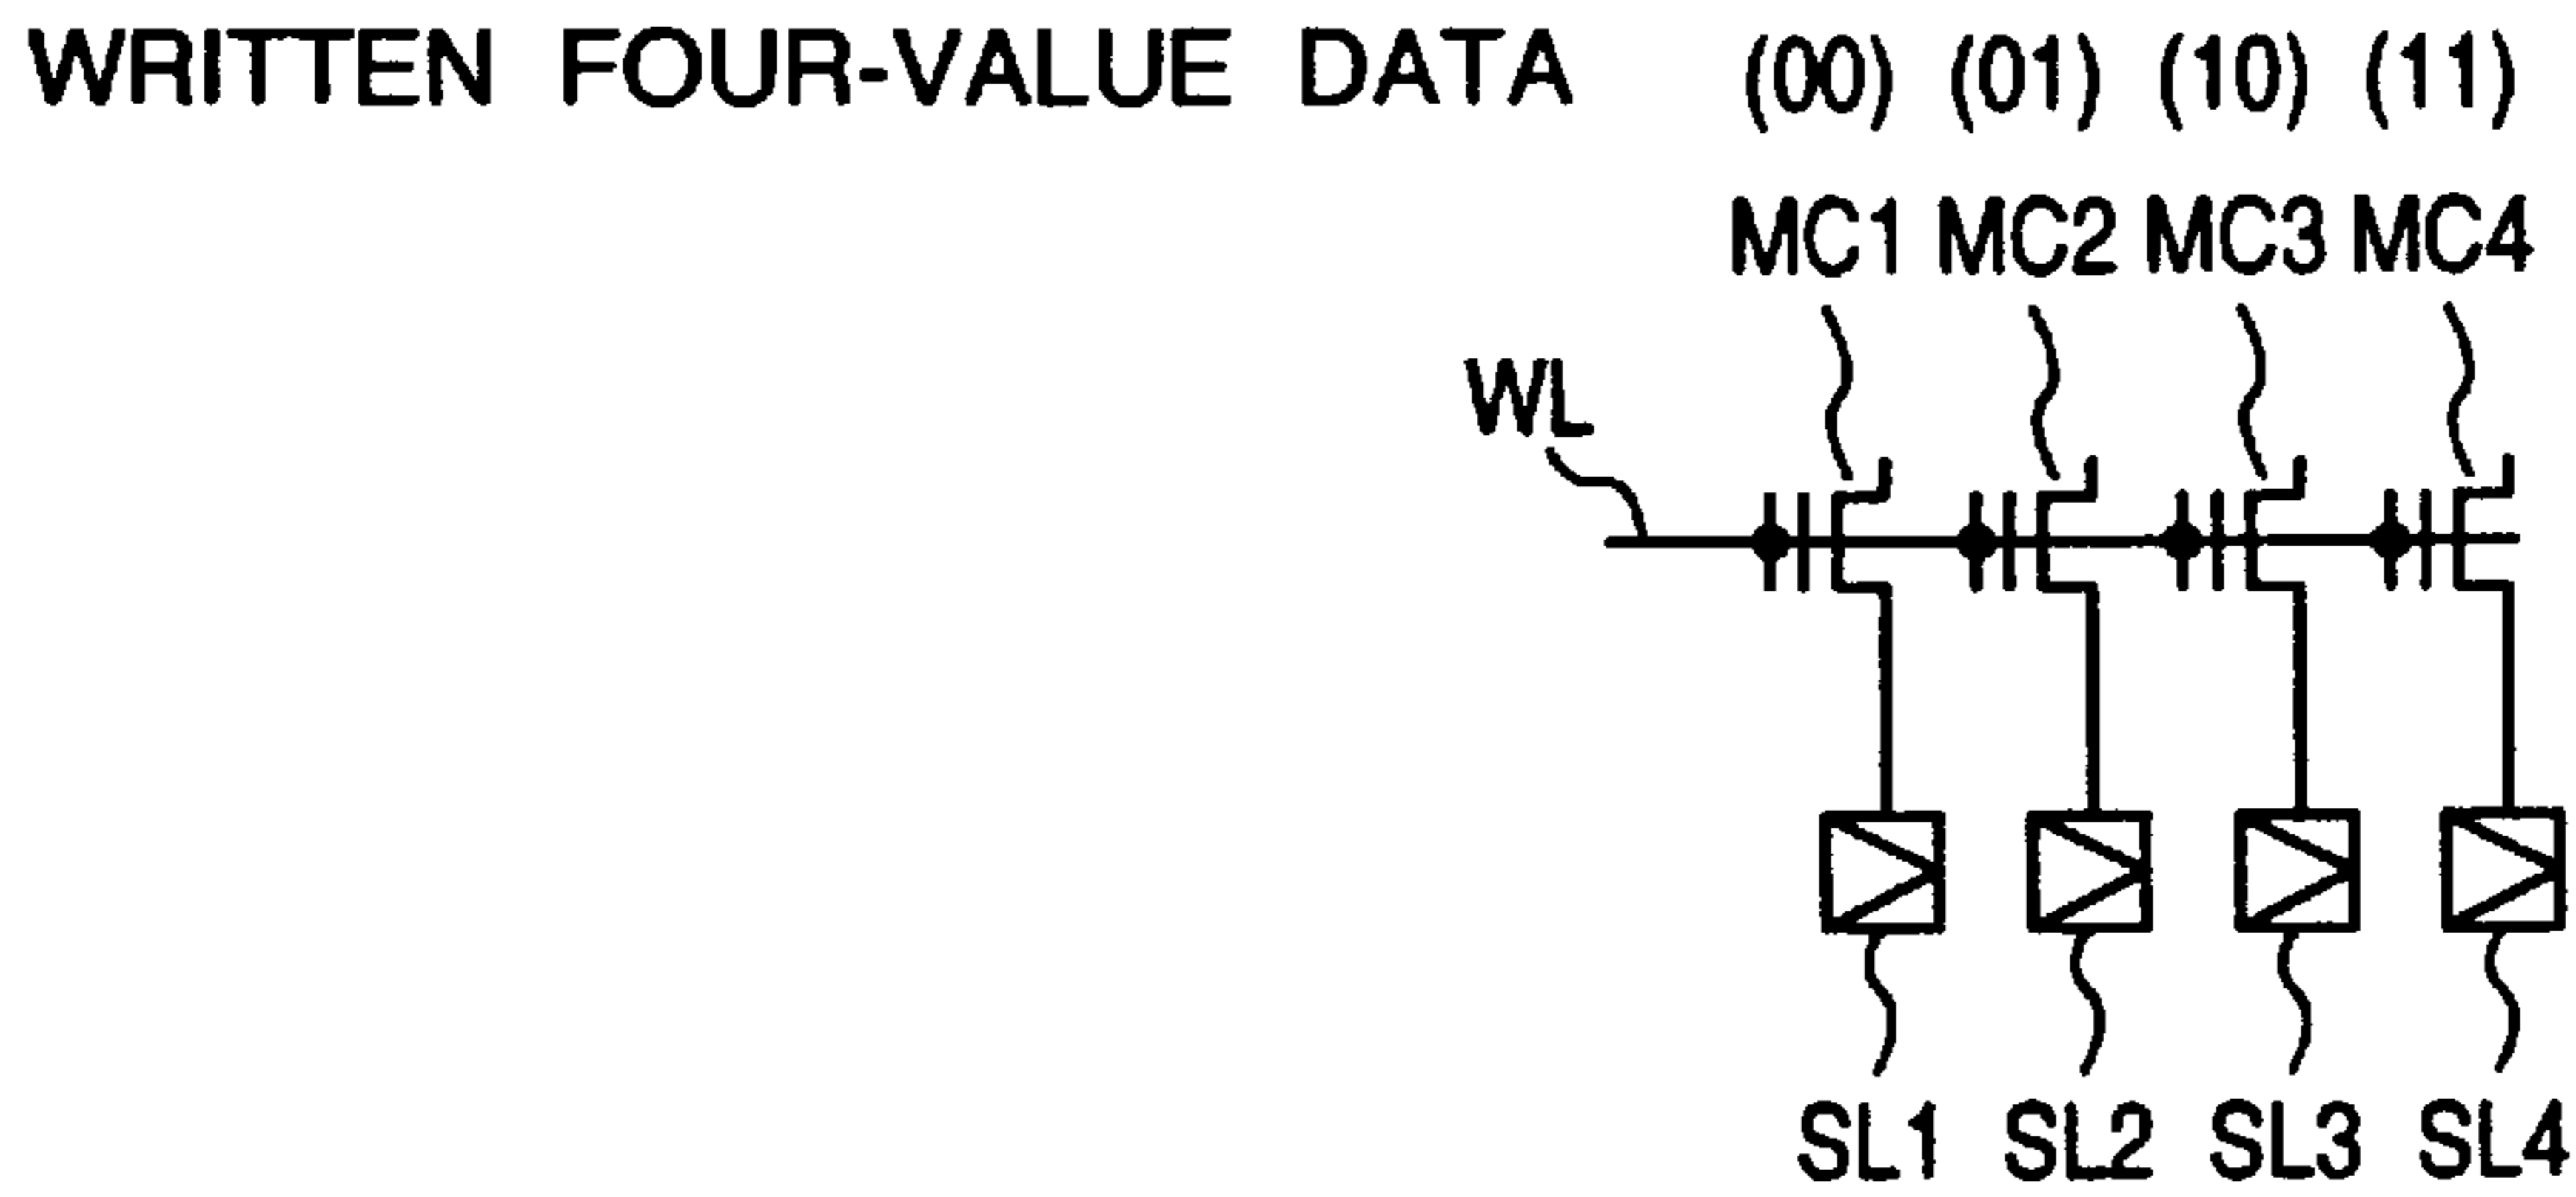 WRITTEN FOUR-VALUE DATA (00) (01) (10) (11)
MC1 MC2 MC3 MC4
WL
SL1 SL2 SL3 SL4